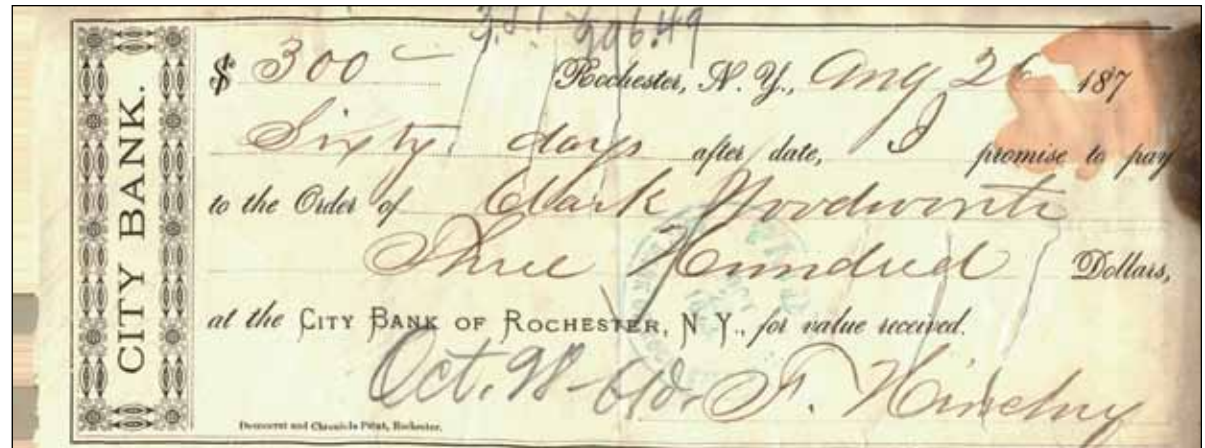 CITY BANK.
$ 300 Rochester, N. Y., Aug 26 187
Sixty days after date, I promise to pay
to the Order of Clark Woodworth
Three Hundred Dollars,
at the CITY BANK OF ROCHESTER, N. Y., for value received.
Oct. 28 F. Hinchey
Democrat and Chronicle Print, Rochester.